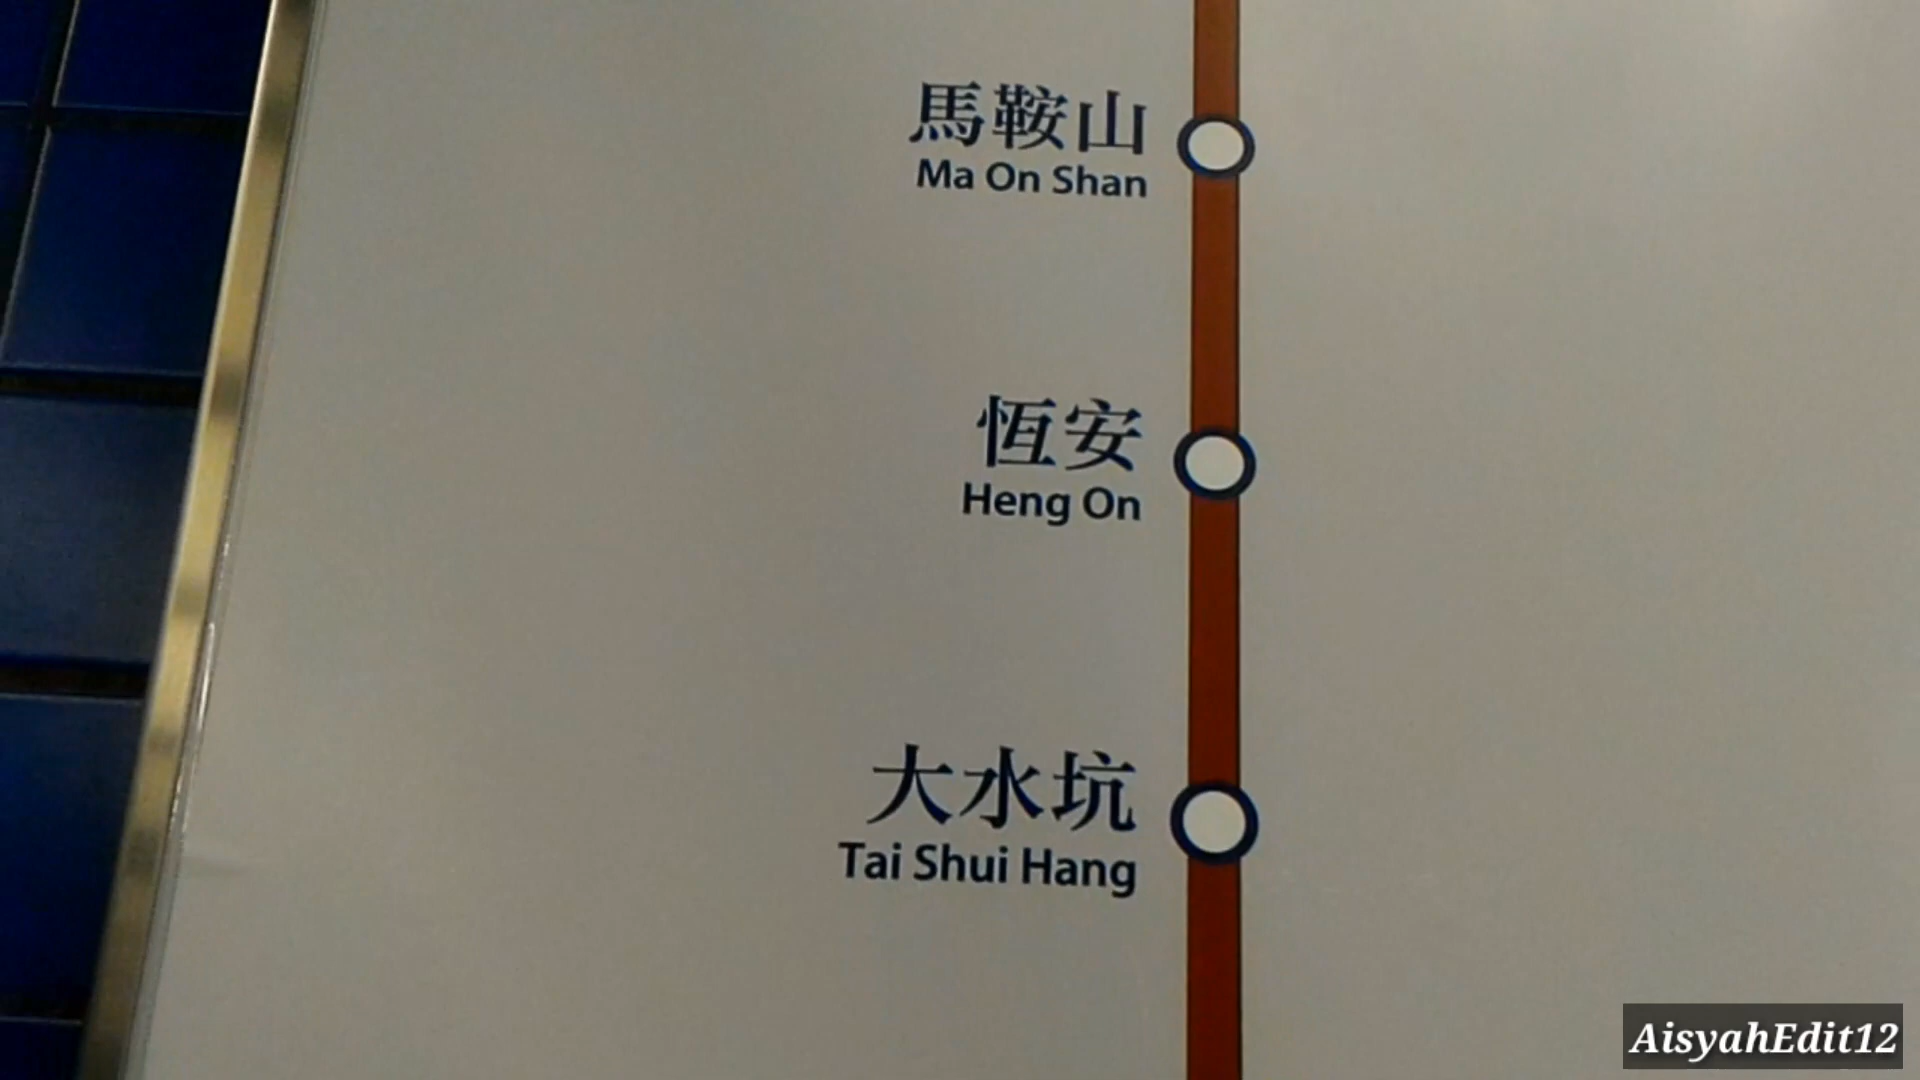 馬鞍山
Ma On Shan
恆安
Heng On
大水坑
Tai Shui Hang
AisyahEdit12